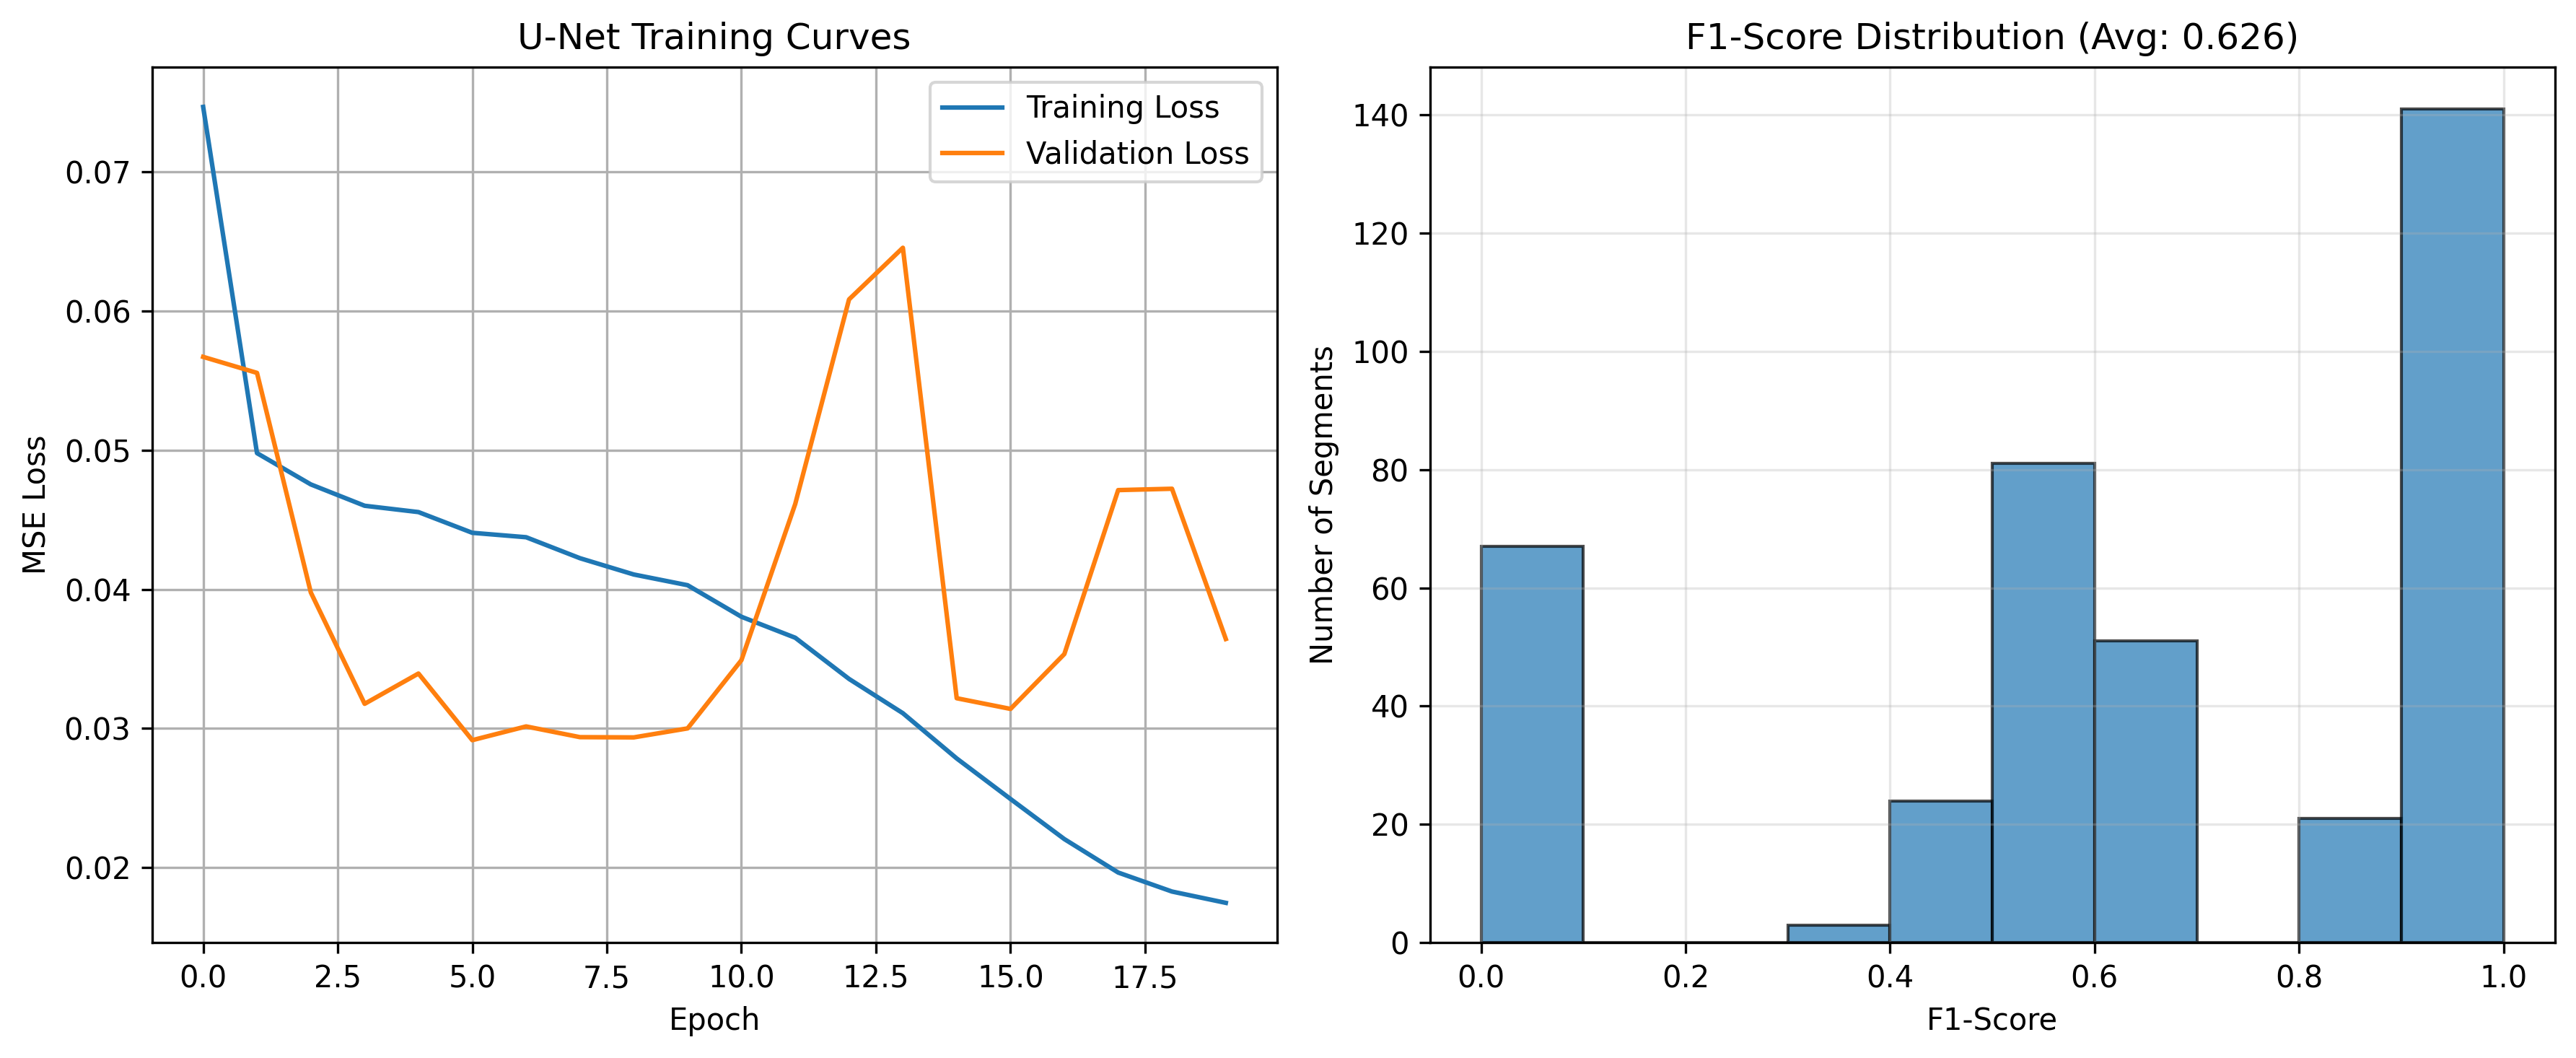 U-Net Training Curves
Training Loss
Validation Loss
MSE Loss
0.07
0.06
0.05
0.04
0.03
0.02
0.0 2.5 5.0 7.5 10.0 12.5 15.0 17.5
Epoch
F1-Score Distribution (Avg: 0.626)
Number of Segments
140
120
100
80
60
40
20
0
0.0 0.2 0.4 0.6 0.8 1.0
F1-Score